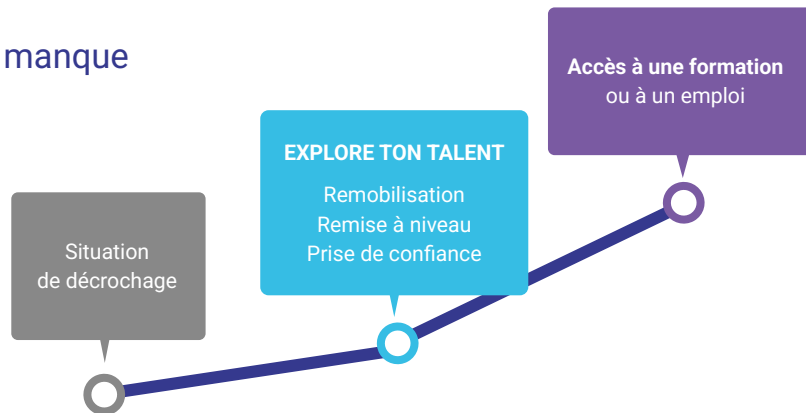 manque
Situation
de décrochage
EXPLORE TON TALENT
Remobilisation
Remise à niveau
Prise de confiance
Accès à une formation
ou à un emploi